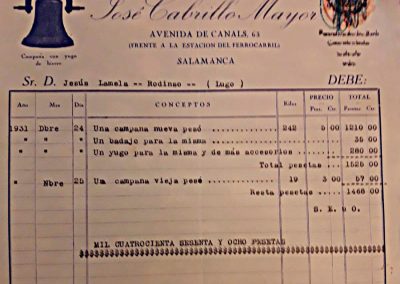 José Cabrillo Mayor
AVENIDA DE CANALS, 63
(FRENTE A LA ESTACION DEL FERROCARRIL)
SALAMANCA
Campaña con yugo
de hierro
Sr. D. Jesús Lamela -- Rodinao -- ( Lugo ) DEBE:
Año Mes Día CONCEPTOS Kilos PRECIO TOTAL
Ptas. Cts Pesetas Cts
1931 Dbre 24 Una campana nueva pesó .......... 242 5 00 1210 00
" " " Un badajo para la misma .......... 35 00
" " " Un yugo para la misma y de más accesorios .. 280 00
Total pesetas .... 1525 00
" Nbre 25 Una campana vieja pesó .......... 19 3 00 57 00
Resta pesetas .... 1468 00
S. E. u O.
MIL CUATROCIENTA SESENTA Y OCHO PESETAS